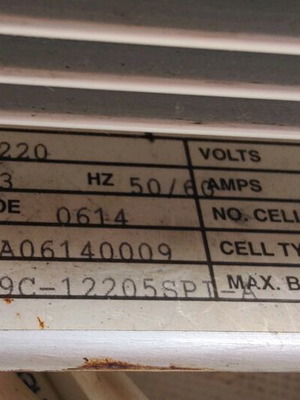 220 VOLTS
3 HZ 50/60 AMPS
DE 0614 NO. CELL
A06140009 CELL TY
9C-12205SPT-A MAX. B